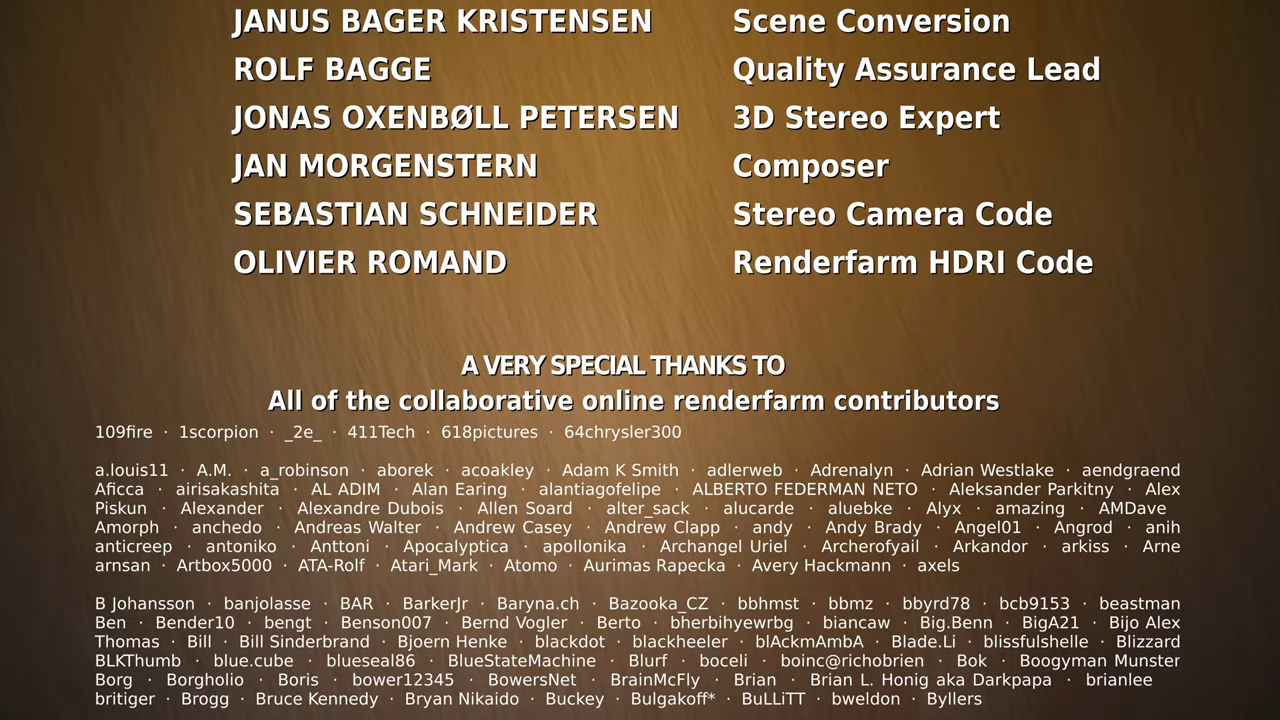 JANUS BAGER KRISTENSEN Scene Conversion
ROLF BAGGE Quality Assurance Lead
JONAS OXENBØLL PETERSEN 3D Stereo Expert
JAN MORGENSTERN Composer
SEBASTIAN SCHNEIDER Stereo Camera Code
OLIVIER ROMAND Renderfarm HDRI Code
A VERY SPECIAL THANKS TO
All of the collaborative online renderfarm contributors
109fire · 1scorpion · _2e_ · 411Tech · 618pictures · 64chrysler300
a.louis11 · A.M. · a_robinson · aborek · acoakley · Adam K Smith · adlerweb · Adrenalyn · Adrian Westlake · aendgraend
Aficca · airisakashita · AL ADIM · Alan Earing · alantiagofelipe · ALBERTO FEDERMAN NETO · Aleksander Parkitny · Alex
Piskun · Alexander · Alexandre Dubois · Allen Soard · alter_sack · alucarde · aluebke · Alyx · amazing · AMDave
Amorph · anchedo · Andreas Walter · Andrew Casey · Andrew Clapp · andy · Andy Brady · Angel01 · Angrod · anih
anticreep · antoniko · Anttoni · Apocalyptica · apollonika · Archangel Uriel · Archerofyail · Arkandor · arkiss · Arne
arnsan · Artbox5000 · ATA-Rolf · Atari_Mark · Atomo · Aurimas Rapecka · Avery Hackmann · axels
B Johansson · banjolasse · BAR · BarkerJr · Baryna.ch · Bazooka_CZ · bbhmst · bbmz · bbyrd78 · bcb9153 · beastman
Ben · Bender10 · bengt · Benson007 · Bernd Vogler · Berto · bherbihyewrbg · biancaw · Big.Benn · BigA21 · Bijo Alex
Thomas · Bill · Bill Sinderbrand · Bjoern Henke · blackdot · blackheeler · blAckmAmbA · Blade.Li · blissfulshelle · Blizzard
BLKThumb · blue.cube · blueseal86 · BlueStateMachine · Blurf · boceli · boinc@richobrien · Bok · Boogyman Munster
Borg · Borgholio · Boris · bower12345 · BowersNet · BrainMcFly · Brian · Brian L. Honig aka Darkpapa · brianlee
britiger · Brogg · Bruce Kennedy · Bryan Nikaido · Buckey · Bulgakoff* · BuLLiTT · bweldon · Byllers